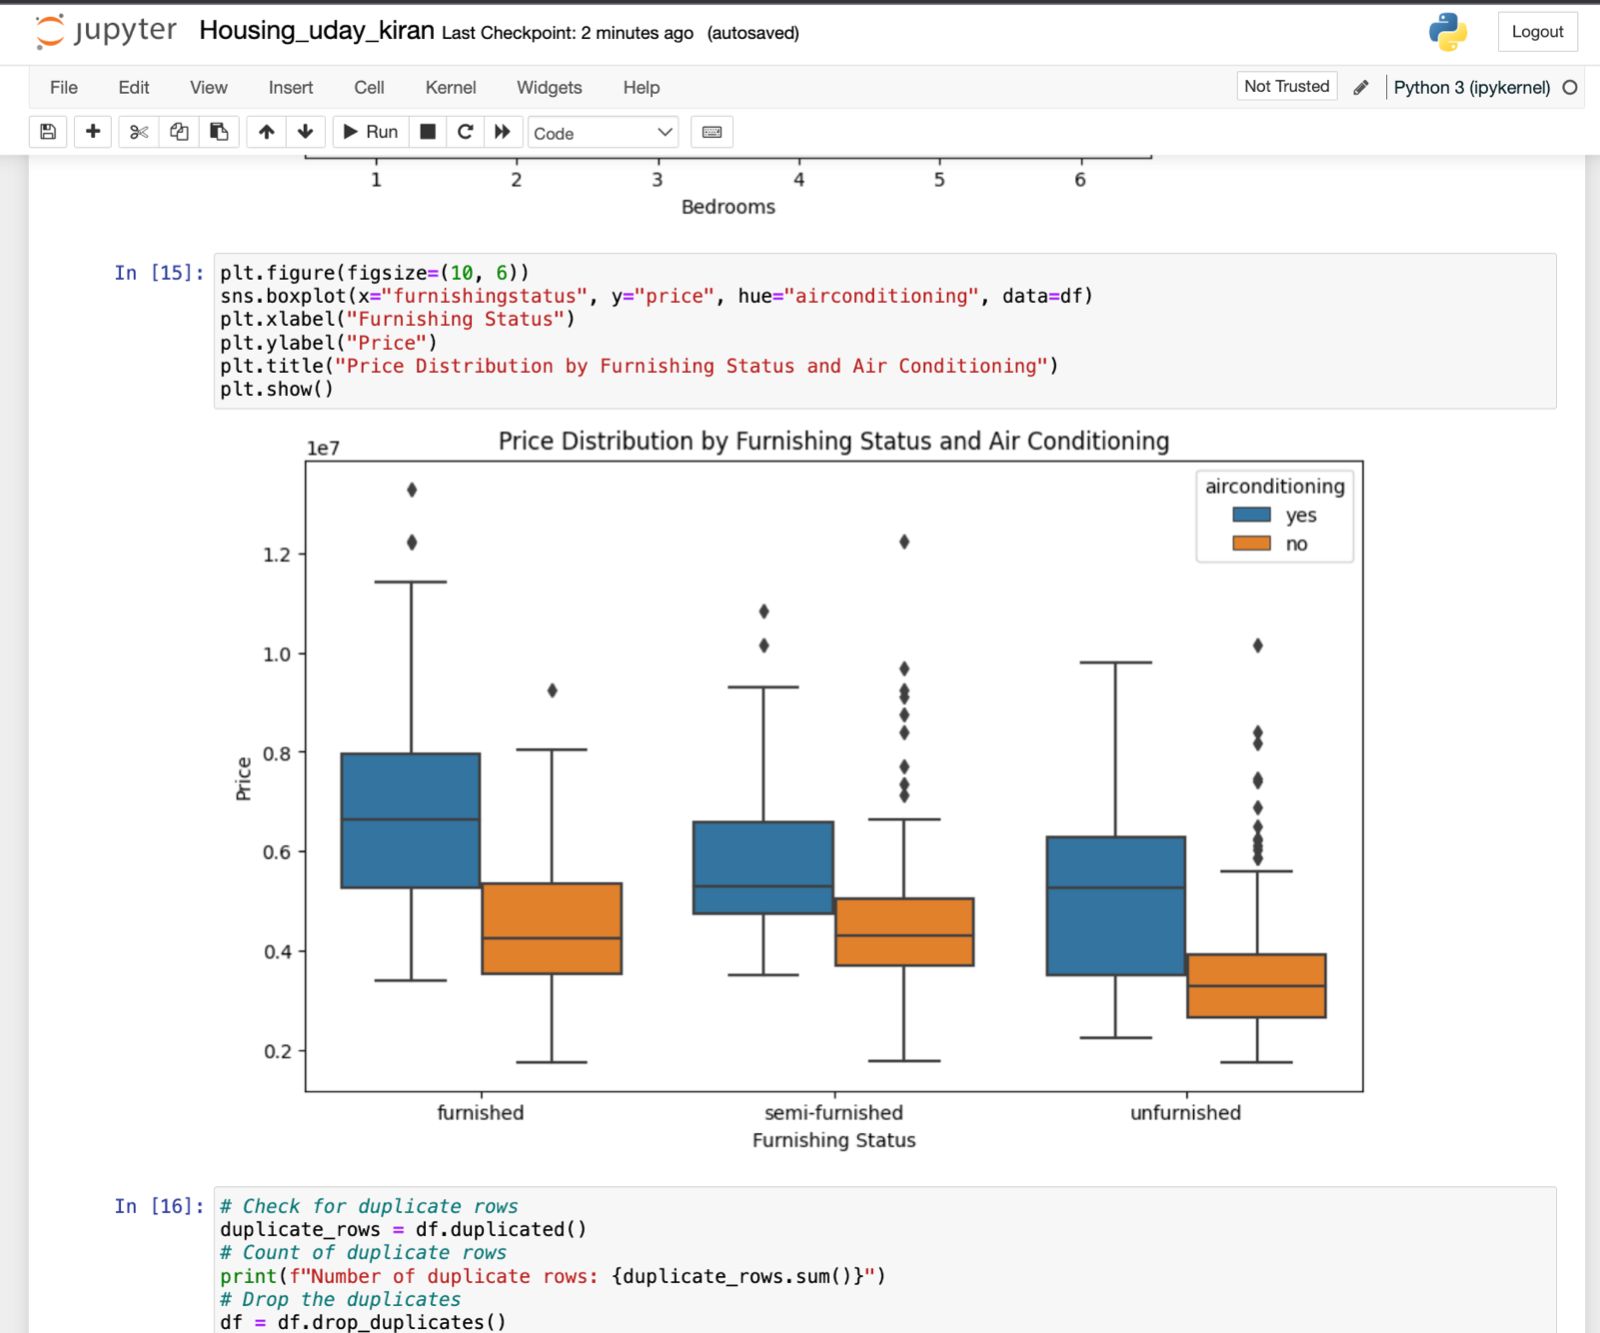 jupyter Housing_uday_kiran Last Checkpoint: 2 minutes ago (autosaved) Logout
File Edit View Insert Cell Kernel Widgets Help Not Trusted Python 3 (ipykernel)
Run Code
1 2 3 4 5 6
Bedrooms
In [15]: plt.figure(figsize=(10, 6))
sns.boxplot(x="furnishingstatus", y="price", hue="airconditioning", data=df)
plt.xlabel("Furnishing Status")
plt.ylabel("Price")
plt.title("Price Distribution by Furnishing Status and Air Conditioning")
plt.show()
1e7 Price Distribution by Furnishing Status and Air Conditioning
airconditioning
yes
no
1.2
1.0
0.8
Price
0.6
0.4
0.2
furnished semi-furnished unfurnished
Furnishing Status
In [16]: # Check for duplicate rows
duplicate_rows = df.duplicated()
# Count of duplicate rows
print(f"Number of duplicate rows: {duplicate_rows.sum()}")
# Drop the duplicates
df = df.drop_duplicates()